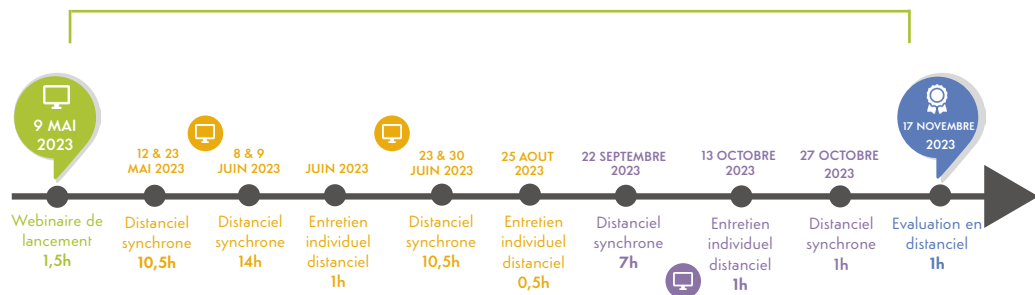 9 MAI
2023
12 & 23
MAI 2023
8 & 9
JUIN 2023
JUIN 2023
23 & 30
JUIN 2023
25 AOUT
2023
22 SEPTEMBRE
2023
13 OCTOBRE
2023
27 OCTOBRE
2023
17 NOVEMBRE
2023
Webinaire de
lancement
1,5h
Distanciel
synchrone
10,5h
Distanciel
synchrone
14h
Entretien
individuel
distanciel
1h
Distanciel
synchrone
10,5h
Entretien
individuel
distanciel
0,5h
Distanciel
synchrone
7h
Entretien
individuel
distanciel
1h
Distanciel
synchrone
1h
Evaluation en
distanciel
1h